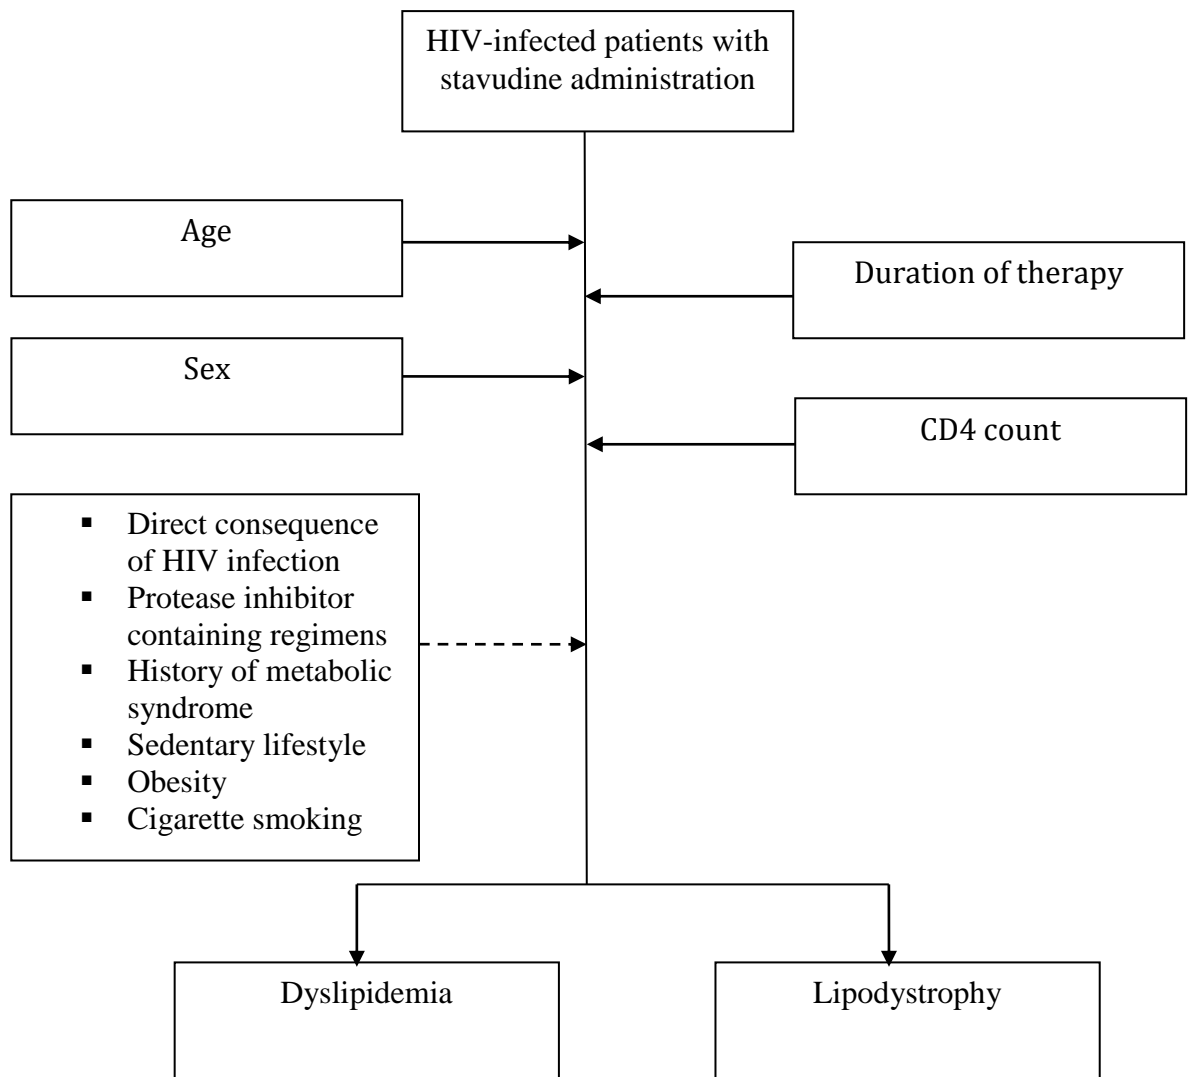 HIV-infected patients with
stavudine administration
Age
Duration of therapy
Sex
CD4 count
▪ Direct consequence
of HIV infection
▪ Protease inhibitor
containing regimens
▪ History of metabolic
syndrome
▪ Sedentary lifestyle
▪ Obesity
▪ Cigarette smoking
Dyslipidemia
Lipodystrophy